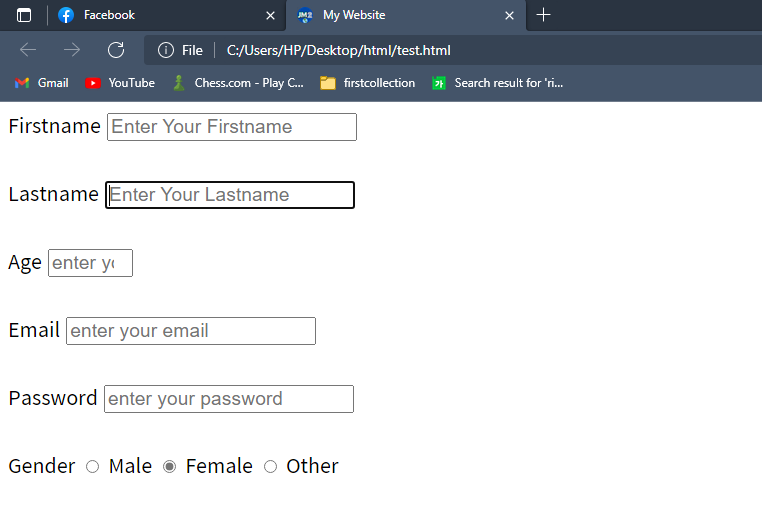 Facebook
JM2 My Website
File C:/Users/HP/Desktop/html/test.html
Gmail YouTube Chess.com - Play C... firstcollection Search result for 'ri...
Firstname Enter Your Firstname
Lastname Enter Your Lastname
Age enter yo
Email enter your email
Password enter your password
Gender Male Female Other